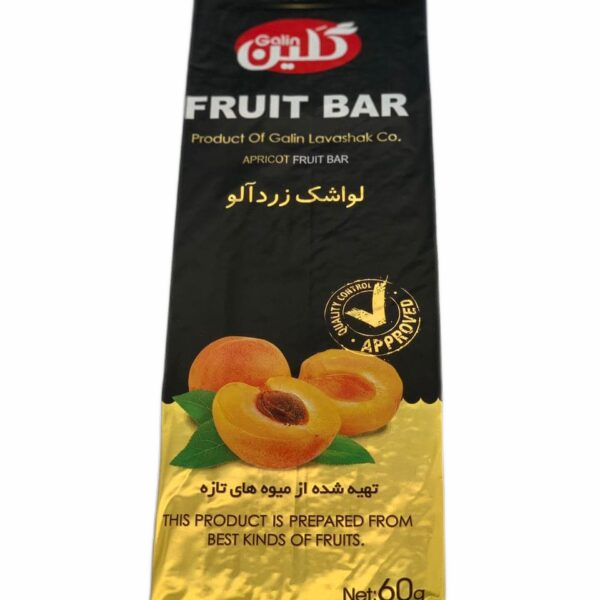 Galin
گلین
FRUIT BAR
Product Of Galin Lavashak Co.
APRICOT FRUIT BAR
لواشک زردآلو
QUALITY CONTROL
APPROVED
تهیه شده از میوه های تازه
THIS PRODUCT IS PREPARED FROM
BEST KINDS OF FRUITS.
Net:60g